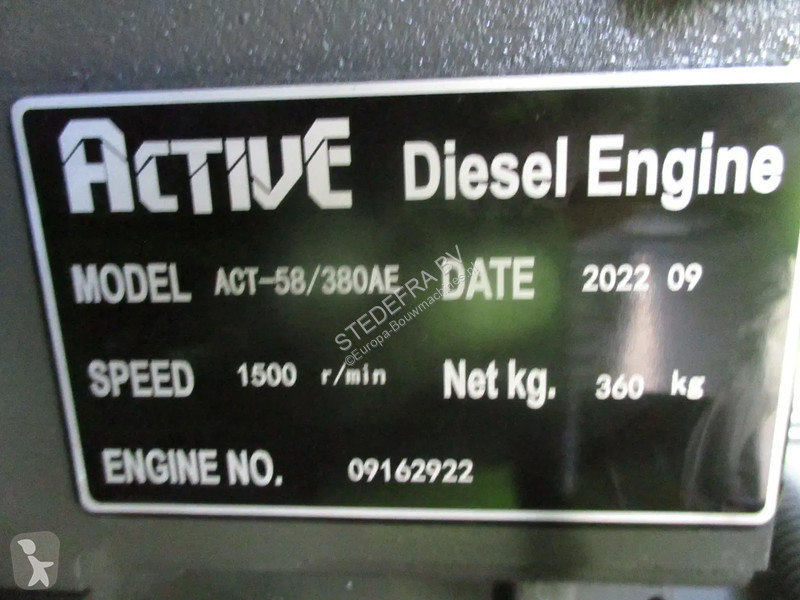 ACTIVE Diesel Engine
MODEL ACT-58/380AE DATE 2022 09
SPEED 1500 r/min Net kg. 360 kg
ENGINE NO. 09162922
STEDEFRA BV
©Europa-Bouwmachines.nl